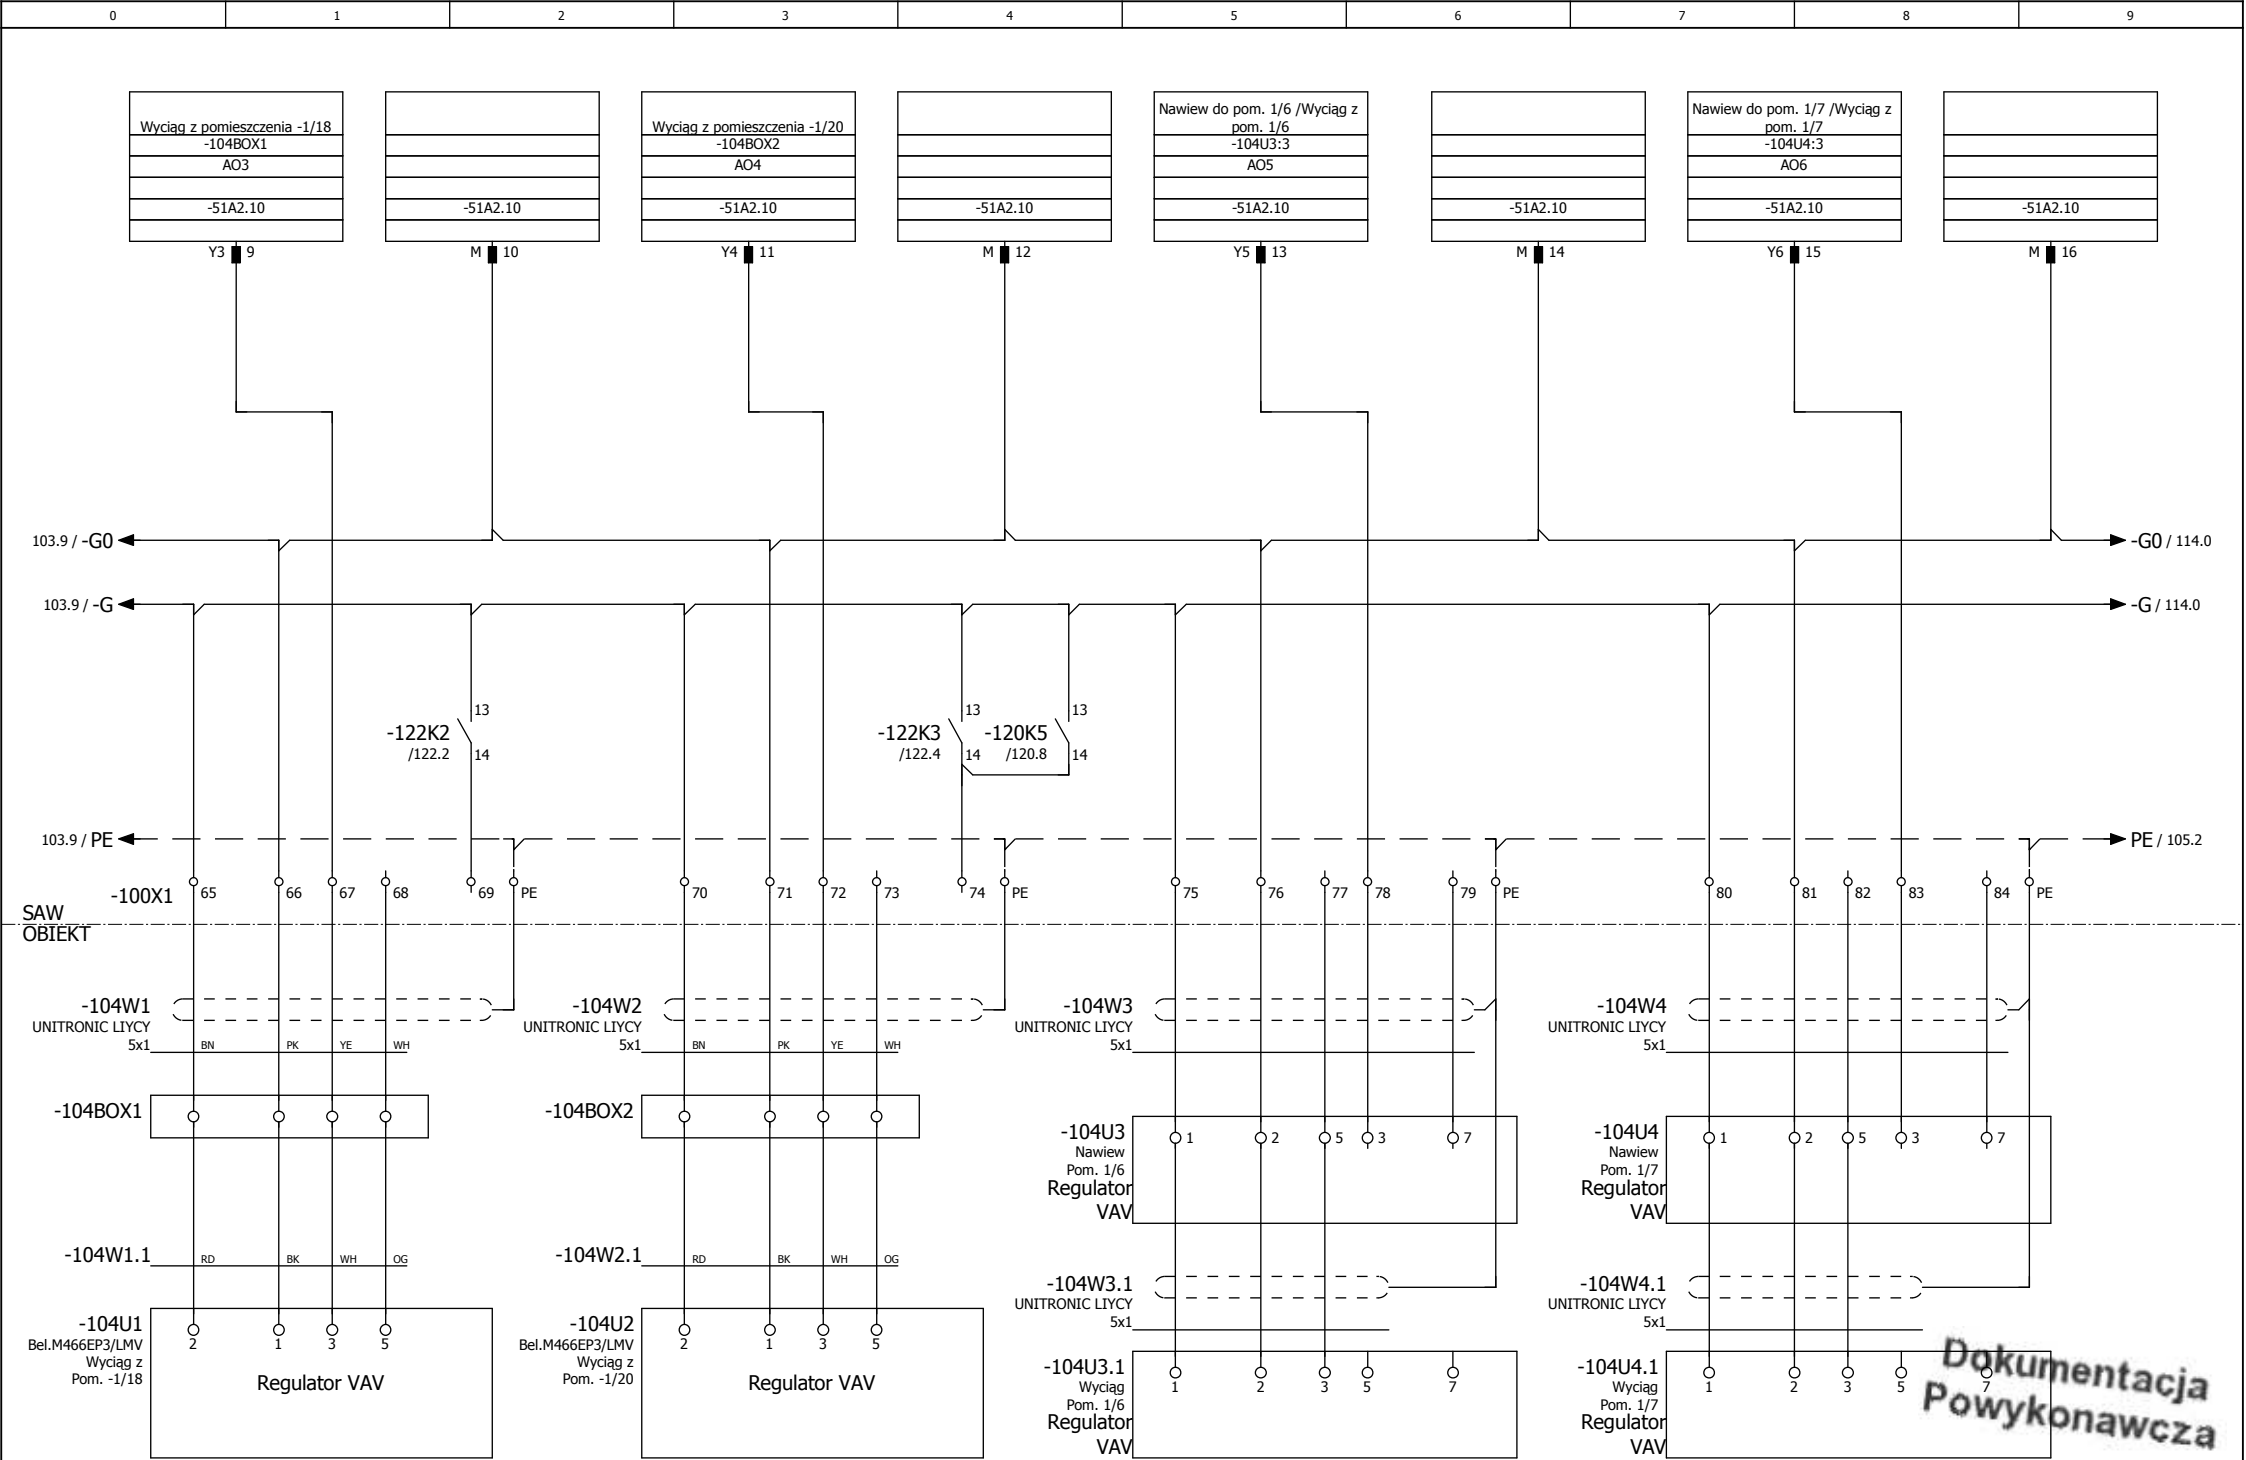 0 1 2 3 4 5 6 7 8 9
Wyciąg z pomieszczenia -1/18
-104BOX1
AO3
-51A2.10
Y3 9
-51A2.10
M 10
Wyciąg z pomieszczenia -1/20
-104BOX2
AO4
-51A2.10
Y4 11
-51A2.10
M 12
Nawiew do pom. 1/6 /Wyciąg z
pom. 1/6
-104U3:3
AO5
-51A2.10
Y5 13
-51A2.10
M 14
Nawiew do pom. 1/7 /Wyciąg z
pom. 1/7
-104U4:3
AO6
-51A2.10
Y6 15
-51A2.10
M 16
103.9 / -G0
-G0 / 114.0
103.9 / -G
-G / 114.0
-122K2
/122.2
13
14
-122K3
/122.4
13
14
-120K5
/120.8
13
14
103.9 / PE
PE / 105.2
-100X1
65 66 67 68 69 PE 70 71 72 73 74 PE 75 76 77 78 79 PE 80 81 82 83 84 PE
SAW
OBIEKT
-104W1
UNITRONIC LIYCY
5x1
BN PK YE WH
-104W2
UNITRONIC LIYCY
5x1
BN PK YE WH
-104W3
UNITRONIC LIYCY
5x1
-104W4
UNITRONIC LIYCY
5x1
-104BOX1
-104BOX2
-104U3
Nawiew
Pom. 1/6
Regulator
VAV
1 2 5 3 7
-104U4
Nawiew
Pom. 1/7
Regulator
VAV
1 2 5 3 7
-104W1.1
RD BK WH OG
-104W2.1
RD BK WH OG
-104W3.1
UNITRONIC LIYCY
5x1
-104W4.1
UNITRONIC LIYCY
5x1
-104U1
Bel.M466EP3/LMV
Wyciąg z
Pom. -1/18
2 1 3 5
Regulator VAV
-104U2
Bel.M466EP3/LMV
Wyciąg z
Pom. -1/20
2 1 3 5
Regulator VAV
-104U3.1
Wyciąg
Pom. 1/6
Regulator
VAV
1 2 3 5 7
-104U4.1
Wyciąg
Pom. 1/7
Regulator
VAV
1 2 3 5 7
Dokumentacja
Powykonawcza